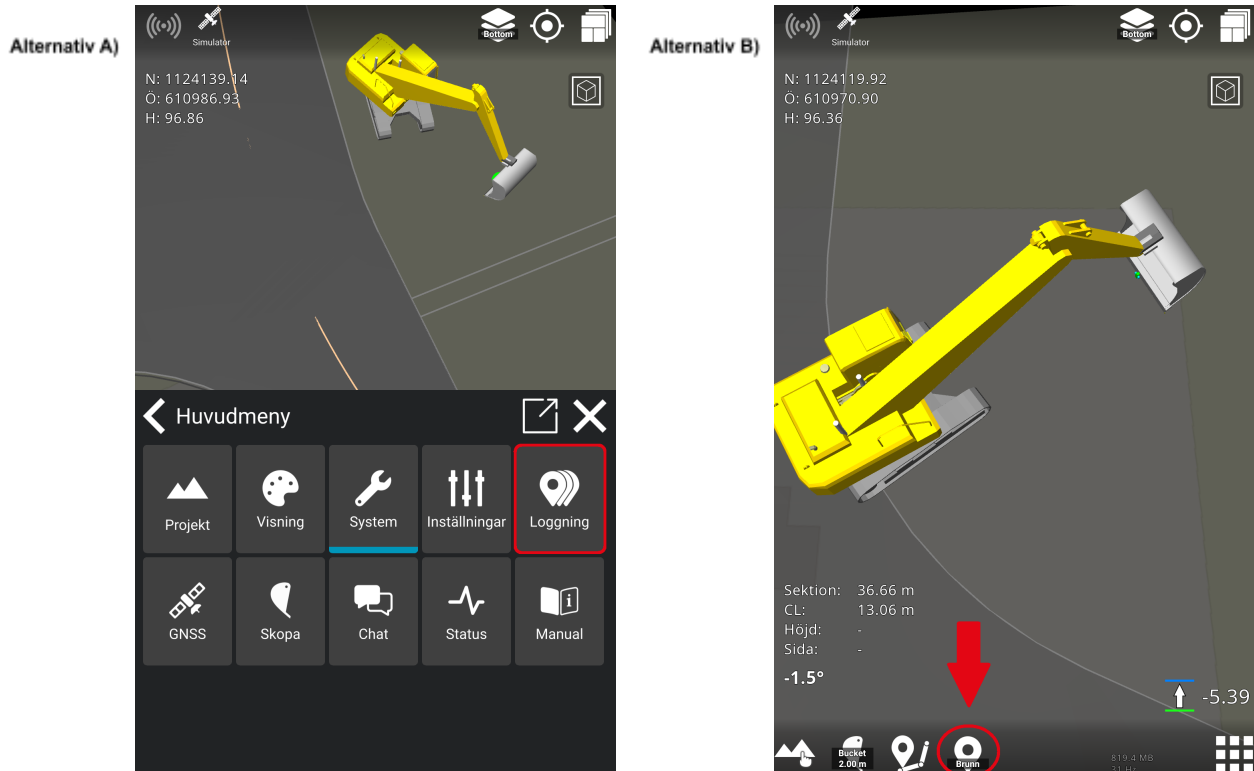 Alternativ A)
Simulator
Bottom
N: 1124139.14
Ö: 610986.93
H: 96.86
Huvudmeny
Projekt
Visning
System
Inställningar
Loggning
GNSS
Skopa
Chat
Status
Manual
Alternativ B)
Simulator
Bottom
N: 1124119.92
Ö: 610970.90
H: 96.36
Sektion: 36.66 m
CL: 13.06 m
Höjd: -
Sida: -
-1.5°
-5.39
Bucket
2.00 m
Brunn
819.4 MB
31 Hz